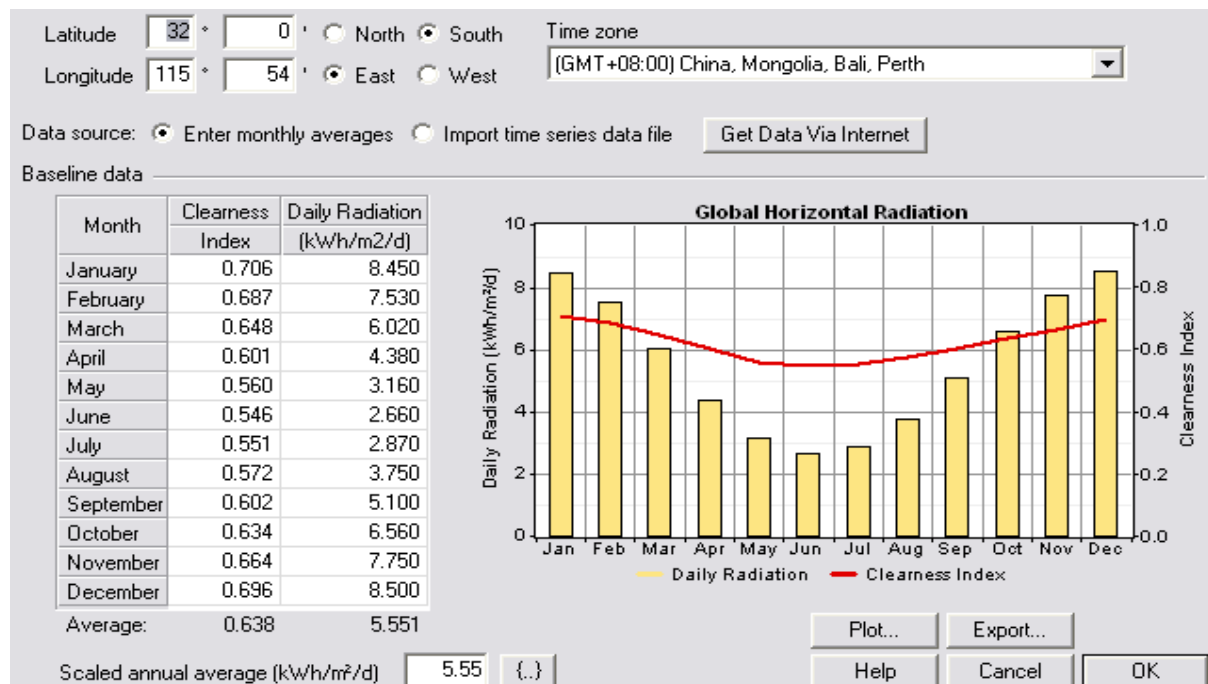 Latitude 32 ° 0 ' North South Time zone
Longitude 115 ° 54 ' East West (GMT+08:00) China, Mongolia, Bali, Perth
Data source: Enter monthly averages Import time series data file Get Data Via Internet
Baseline data
Month Clearness Daily Radiation
Index (kWh/m2/d)
January 0.706 8.450
February 0.687 7.530
March 0.648 6.020
April 0.601 4.380
May 0.560 3.160
June 0.546 2.660
July 0.551 2.870
August 0.572 3.750
September 0.602 5.100
October 0.634 6.560
November 0.664 7.750
December 0.696 8.500
Average: 0.638 5.551
Scaled annual average (kWh/m²/d) 5.55 {..}
Global Horizontal Radiation
Daily Radiation (kWh/m²/d)
10
8
6
4
2
0
1.0
0.8
0.6
0.4
0.2
0.0
Clearness Index
Jan Feb Mar Apr May Jun Jul Aug Sep Oct Nov Dec
Daily Radiation Clearness Index
Plot... Export...
Help Cancel OK